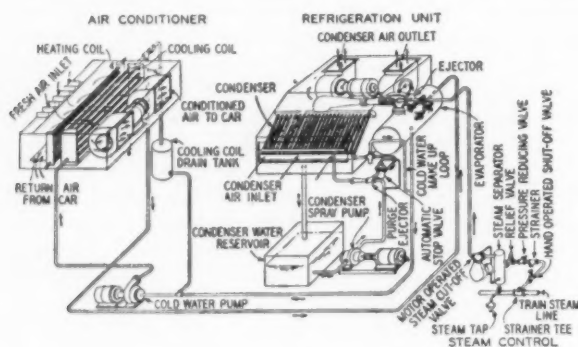 AIR CONDITIONER
REFRIGERATION UNIT
HEATING COIL
COOLING COIL
FRESH AIR INLET
CONDITIONED
AIR TO CAR
COOLING COIL
DRAIN TANK
RETURN AIR
FROM CAR
CONDENSER AIR OUTLET
EJECTOR
CONDENSER
CONDENSER
AIR INLET
CONDENSER
SPRAY PUMP
CONDENSER WATER
RESERVOIR
PURGE
EJECTOR
AUTOMATIC
STOP VALVE
COLD WATER
MAKE UP
LOOP
EVAPORATOR
COLD WATER PUMP
MOTOR OPERATED
STEAM CUT-OFF
VALVE
STEAM SEPARATOR
RELIEF VALVE
PRESSURE REDUCING VALVE
STRAINER
HAND OPERATED SHUT-OFF VALVE
TRAIN STEAM
LINE
STEAM TAP
STRAINER TEE
STEAM CONTROL